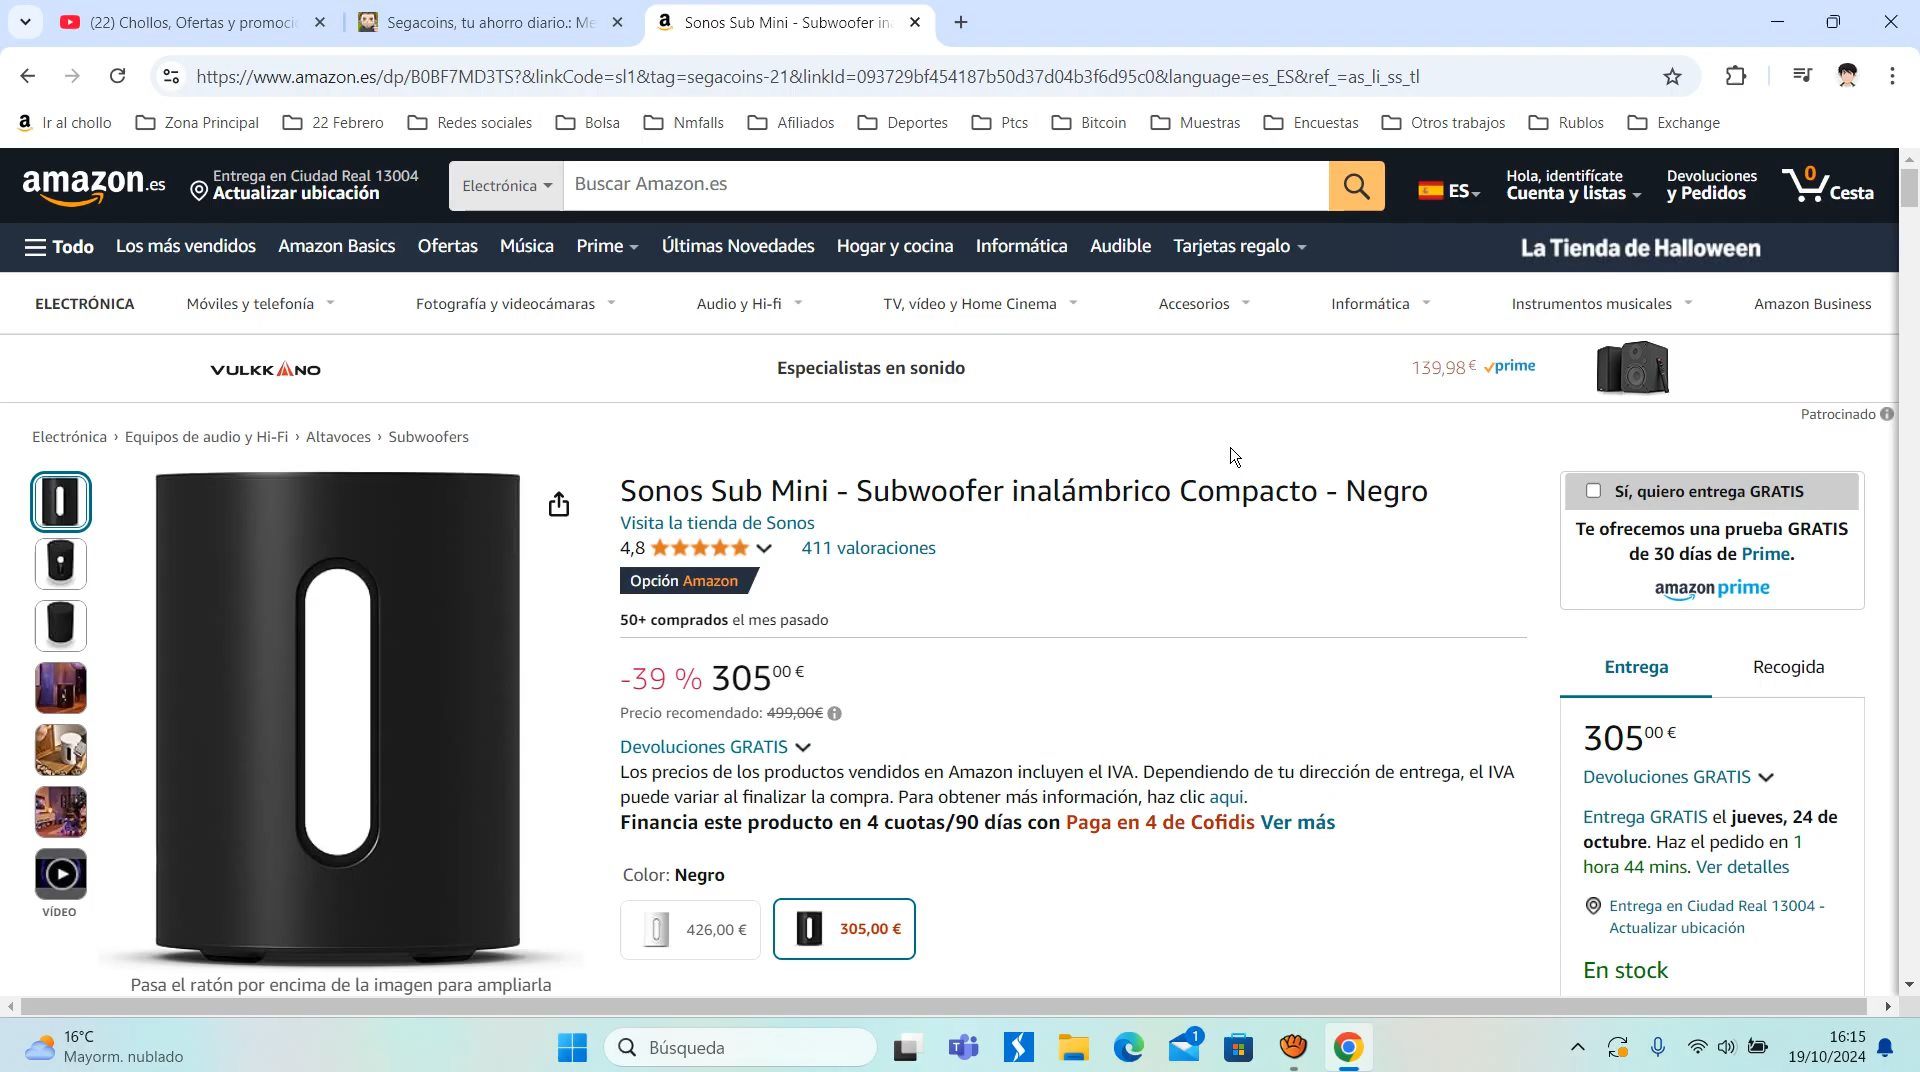 (22) Chollos, Ofertas y promoci
Segacoins, tu ahorro diario.: Me
Sonos Sub Mini - Subwoofer in
https://www.amazon.es/dp/B0BF7MD3TS?&linkCode=sl1&tag=segacoins-21&linkId=093729bf454187b50d37d04b3f6d95c0&language=es_ES&ref_=as_li_ss_tl
Ir al chollo Zona Principal 22 Febrero Redes sociales Bolsa Nmfalls Afiliados Deportes Ptcs Bitcoin Muestras Encuestas Otros trabajos Rublos Exchange
amazon.es
Entrega en Ciudad Real 13004
Actualizar ubicación
Electrónica
Buscar Amazon.es
ES
Hola, identifícate
Cuenta y listas
Devoluciones
y Pedidos
0
Cesta
Todo Los más vendidos Amazon Basics Ofertas Música Prime Últimas Novedades Hogar y cocina Informática Audible Tarjetas regalo La Tienda de Halloween
ELECTRÓNICA Móviles y telefonía Fotografía y videocámaras Audio y Hi-fi TV, vídeo y Home Cinema Accesorios Informática Instrumentos musicales Amazon Business
VULKKANO Especialistas en sonido 139,98 € prime
Patrocinado
Electrónica › Equipos de audio y Hi-Fi › Altavoces › Subwoofers
VÍDEO
Pasa el ratón por encima de la imagen para ampliarla
Sonos Sub Mini - Subwoofer inalámbrico Compacto - Negro
Visita la tienda de Sonos
4,8 411 valoraciones
Opción Amazon
50+ comprados el mes pasado
-39 % 305,00 €
Precio recomendado: 499,00€
Devoluciones GRATIS
Los precios de los productos vendidos en Amazon incluyen el IVA. Dependiendo de tu dirección de entrega, el IVA
puede variar al finalizar la compra. Para obtener más información, haz clic aqui.
Financia este producto en 4 cuotas/90 días con Paga en 4 de Cofidis Ver más
Color: Negro
426,00 €
305,00 €
Sí, quiero entrega GRATIS
Te ofrecemos una prueba GRATIS
de 30 días de Prime.
amazon prime
Entrega Recogida
305 00 €
Devoluciones GRATIS
Entrega GRATIS el jueves, 24 de
octubre. Haz el pedido en 1
hora 44 mins. Ver detalles
Entrega en Ciudad Real 13004 -
Actualizar ubicación
En stock
16°C
Mayorm. nublado
Búsqueda
1
16:15
19/10/2024